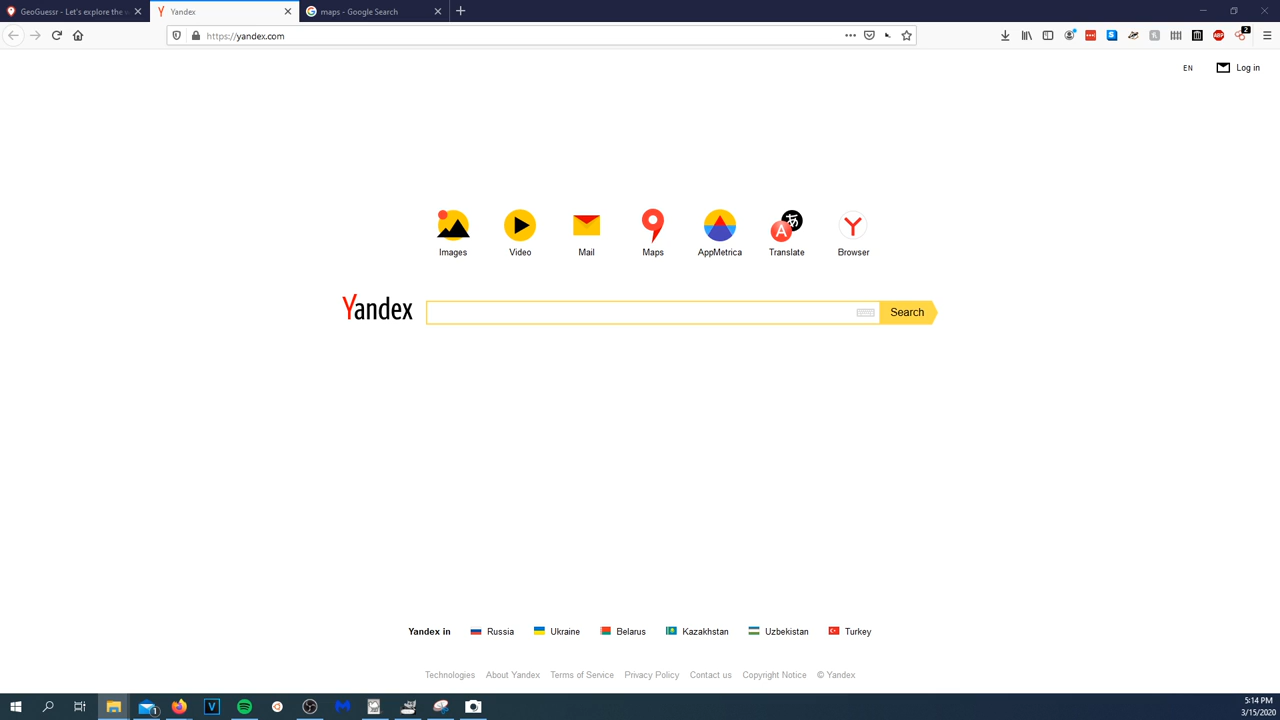 GeoGuessr - Let's explore the w
Yandex
maps - Google Search
https://yandex.com
2
EN
Log in
Images
Video
Mail
Maps
AppMetrica
Translate
Browser
Yandex
Search
Yandex in
Russia
Ukraine
Belarus
Kazakhstan
Uzbekistan
Turkey
Technologies
About Yandex
Terms of Service
Privacy Policy
Contact us
Copyright Notice
© Yandex
5:14 PM
3/15/2020